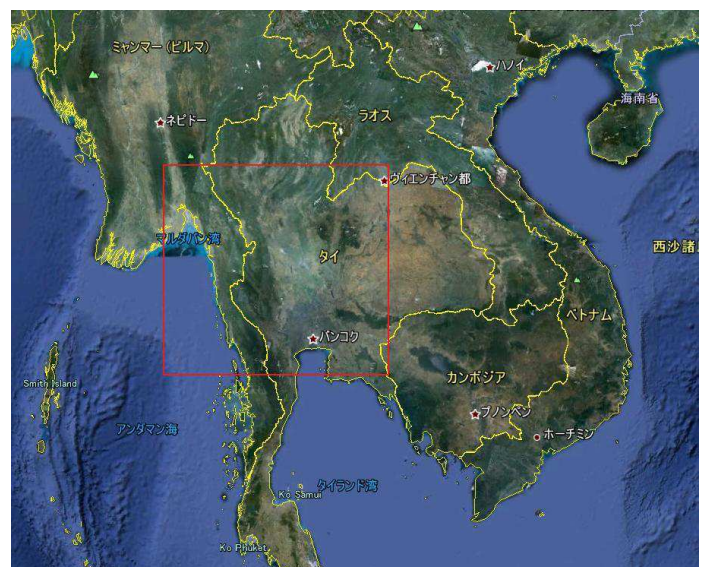 ミャンマー (ビルマ)
ハノイ
海南省
ネピドー
ラオス
ヴィエンチャン都
マルタバン湾
タイ
西沙諸
ベトナム
バンコク
カンボジア
Smith Island
プノンペン
アンダマン海
ホーチミン
タイランド湾
Ko Samui
Ko Phuket